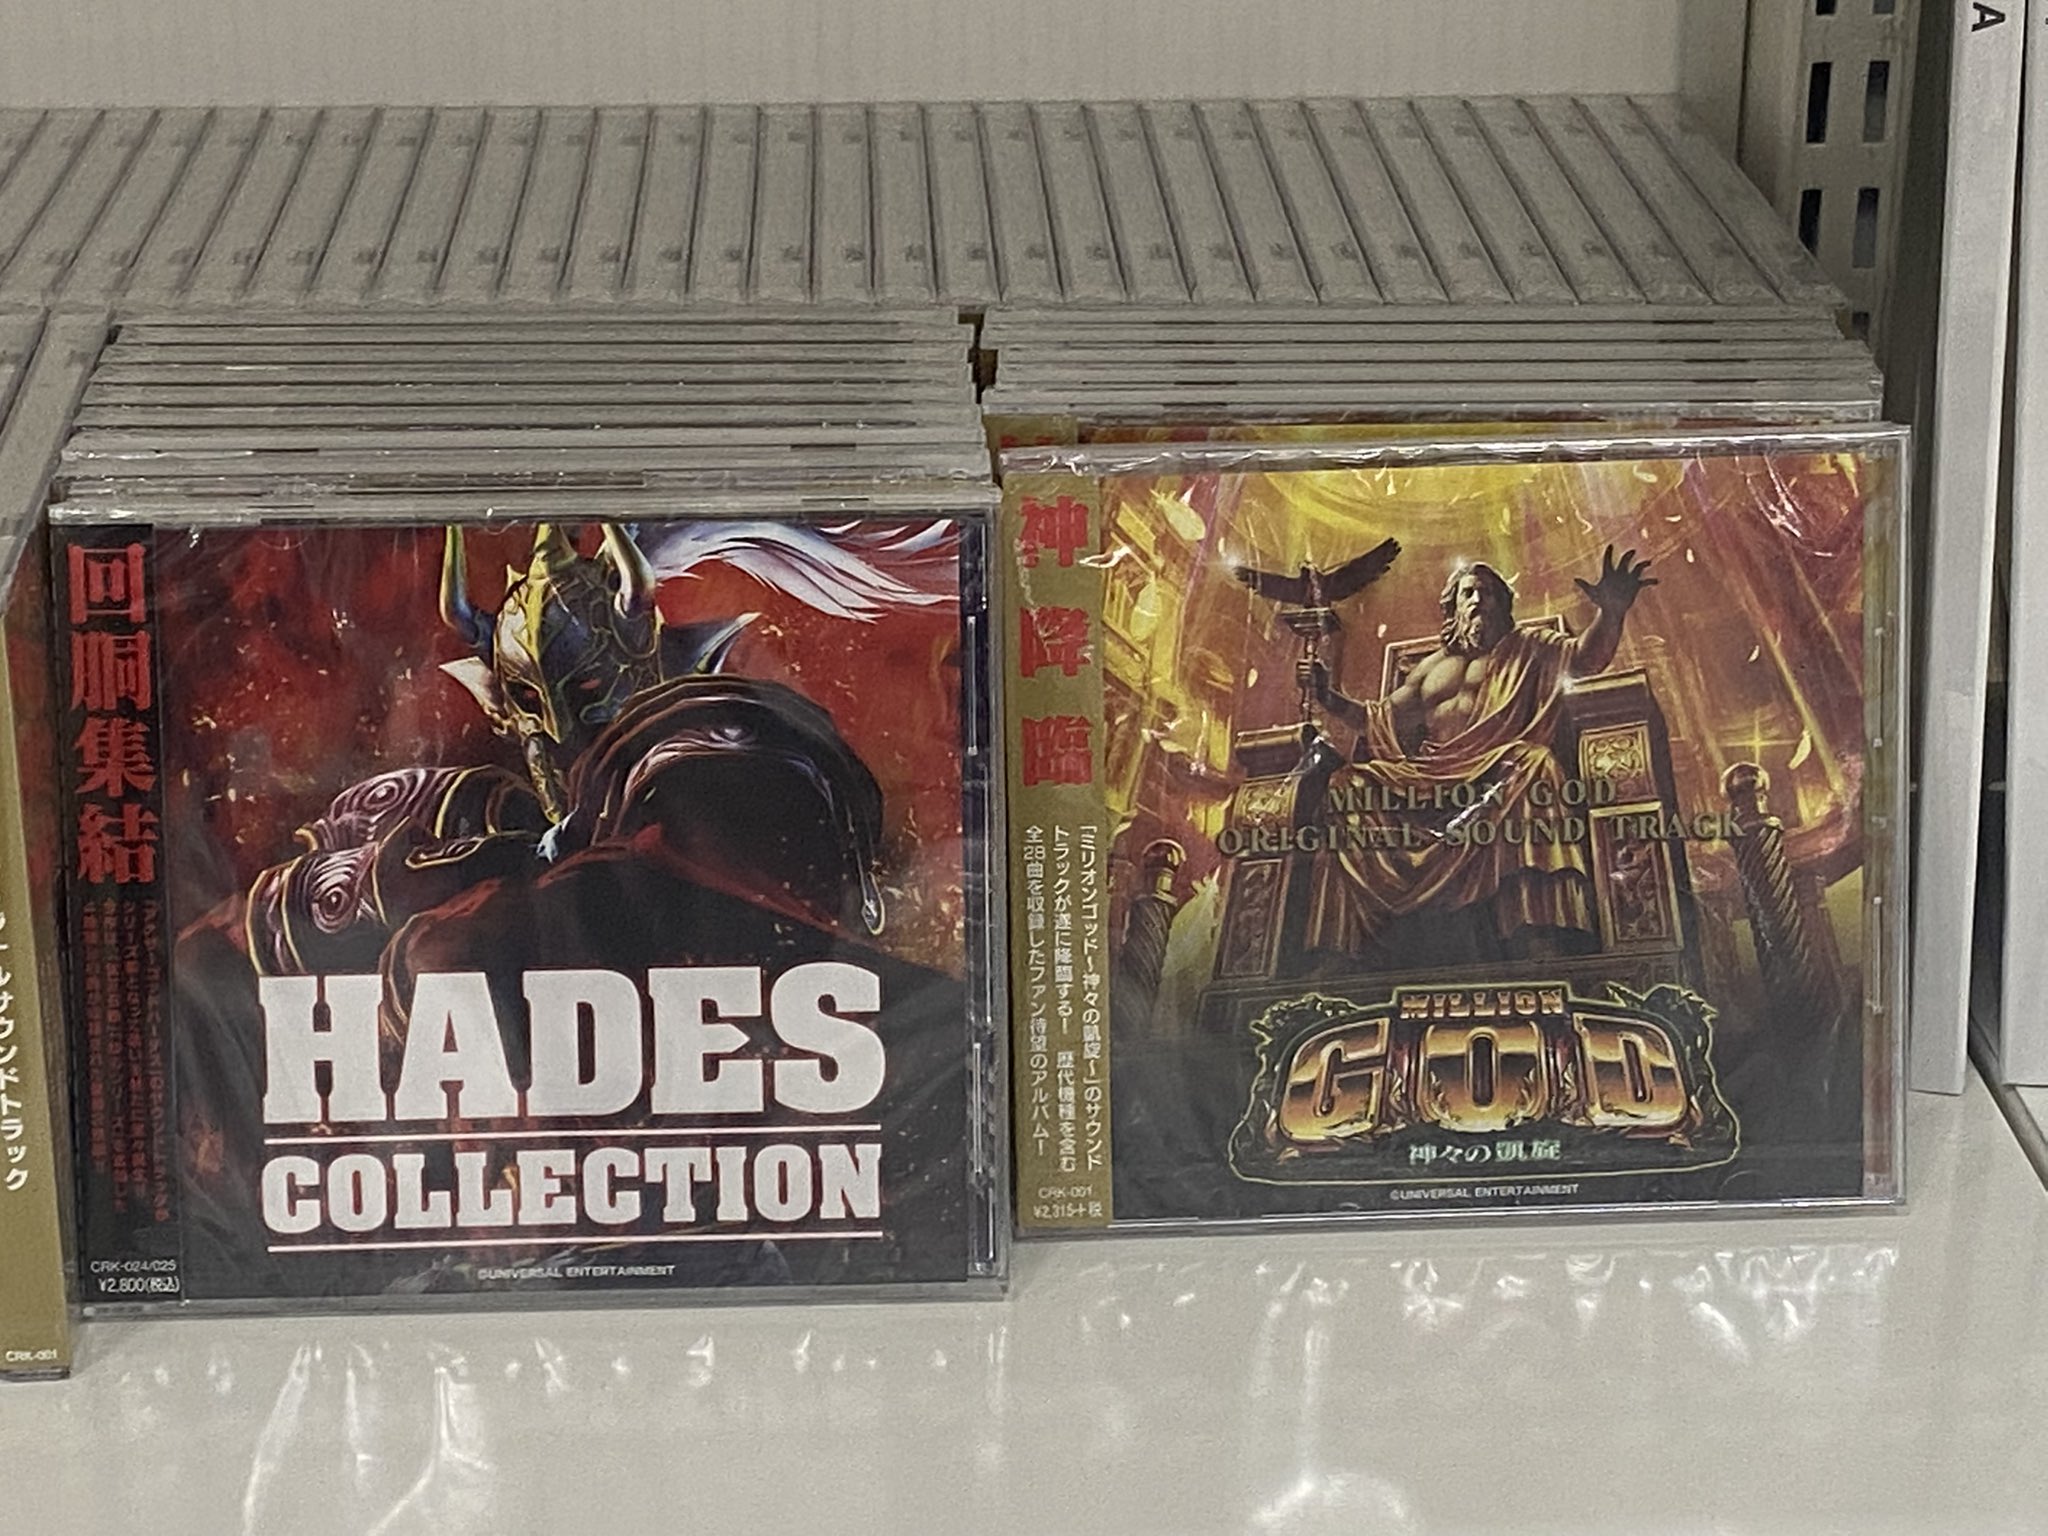 回胴集結
CRK-024/025
¥2,800(税込)
HADES
COLLECTION
©UNIVERSAL ENTERTAINMENT
神降臨
「ミリオンゴッド~神々の凱旋~」のサウンド
トラックが遂に降臨する! 歴代機種を含む
全28曲を収録したファン待望のアルバム!
CRK-001
¥2,315+税
MILLION GOD
ORIGINAL SOUND TRACK
MILLION
GOD
神々の凱旋
©UNIVERSAL ENTERTAINMENT
サウンドトラック
CRK-001
A